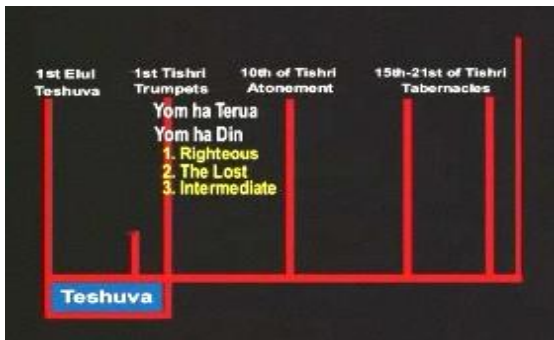 1st Elul
Teshuva
1st Tishri
Trumpets
10th of Tishri
Atonement
15th-21st of Tishri
Tabernacles
Yom ha Terua
Yom ha Din
1. Righteous
2. The Lost
3. Intermediate
Teshuva